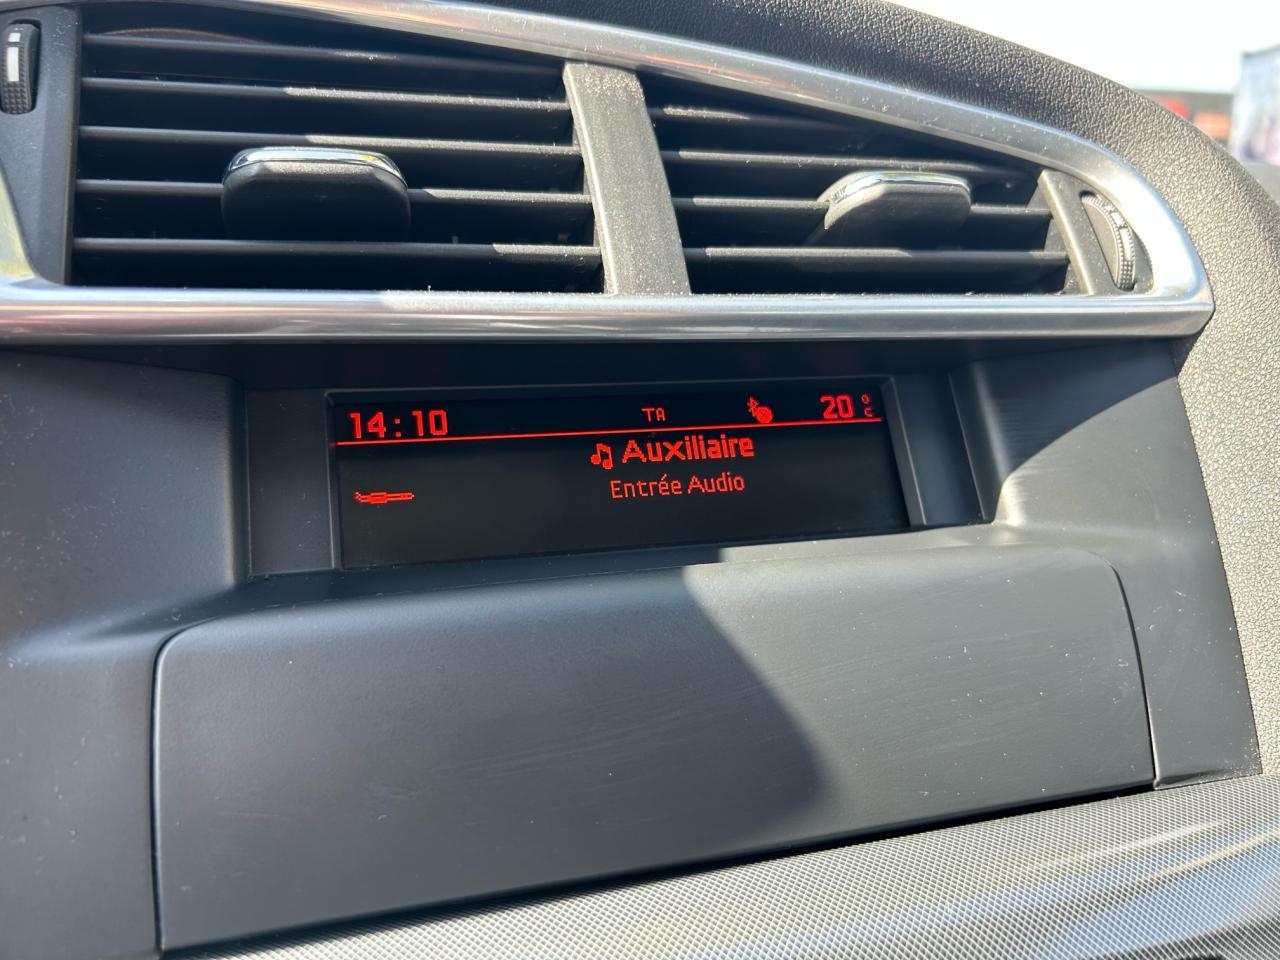 14:10 TA 20 °C
Auxiliaire
Entrée Audio